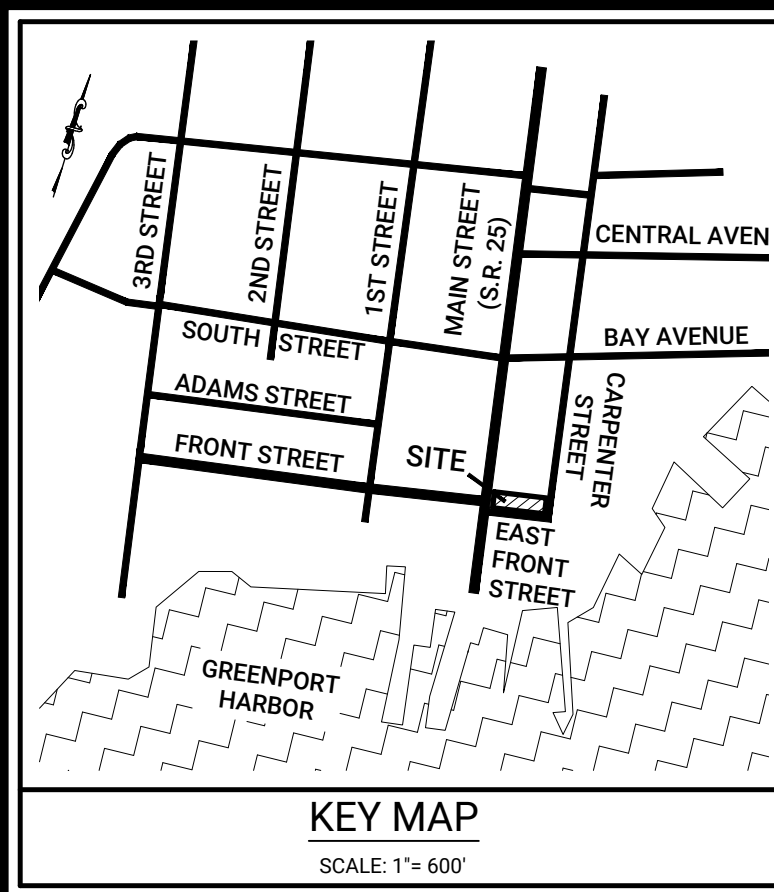 3RD STREET
2ND STREET
1ST STREET
MAIN STREET
(S.R. 25)
CENTRAL AVEN
BAY AVENUE
SOUTH STREET
ADAMS STREET
FRONT STREET
CARPENTER
STREET
SITE
EAST
FRONT
STREET
GREENPORT
HARBOR
KEY MAP
SCALE: 1"= 600'